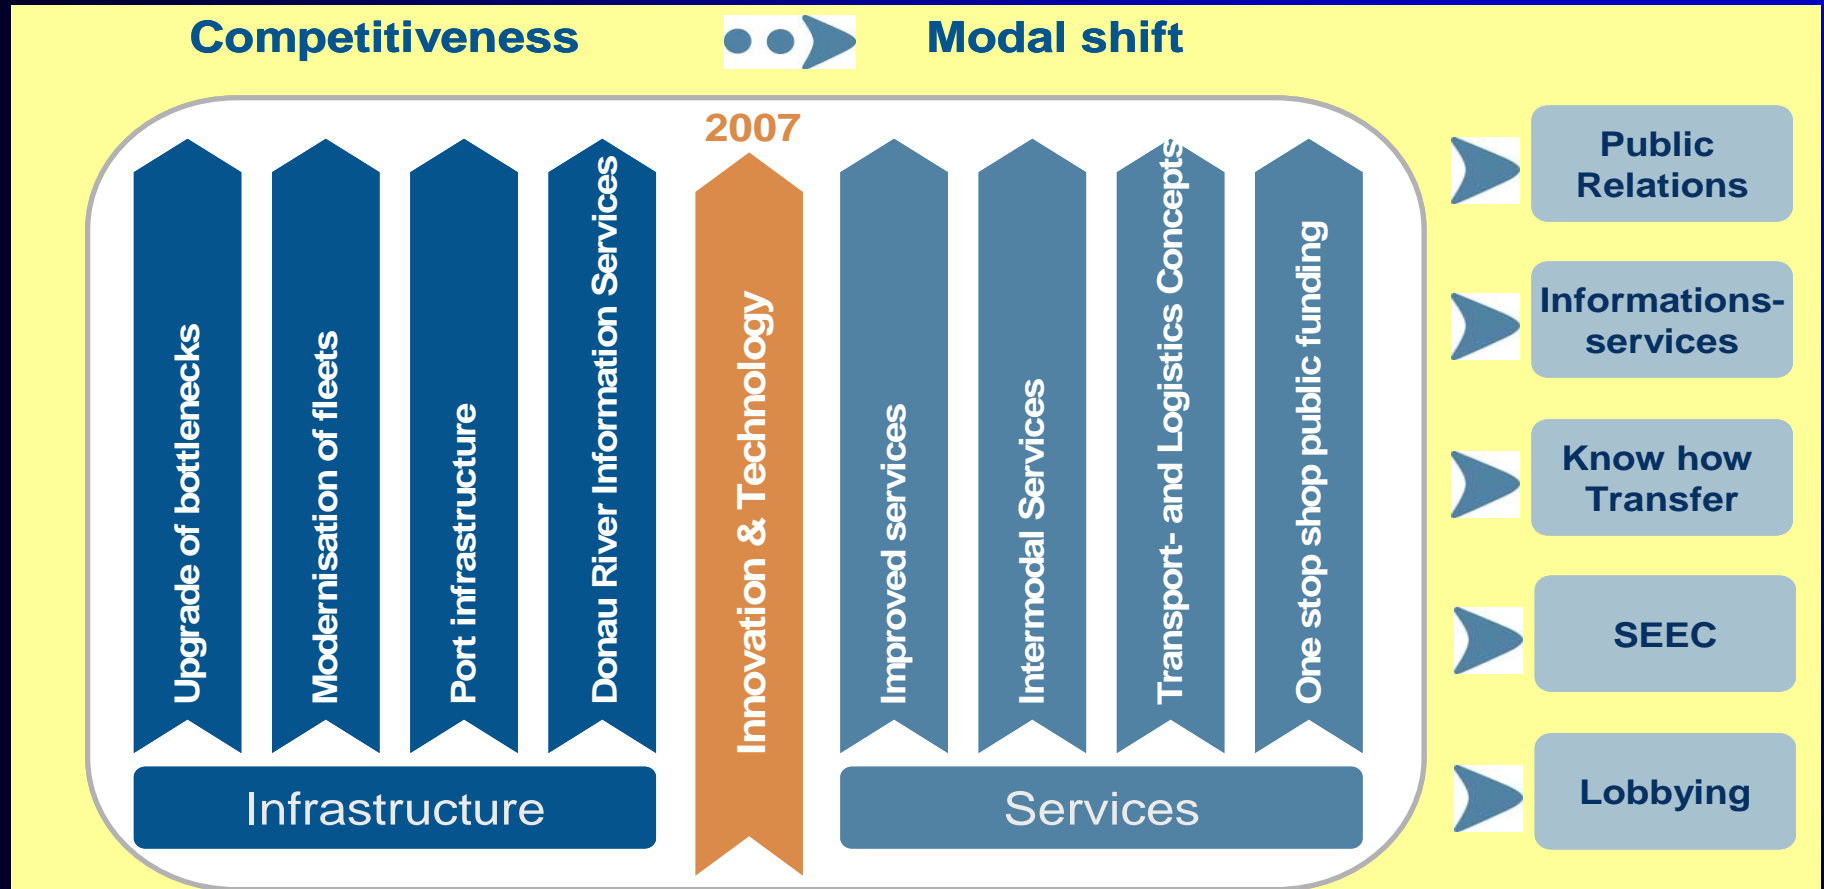 Competitiveness
Modal shift
2007
Upgrade of bottlenecks
Modernisation of fleets
Port infrastructure
Donau River Information Services
Innovation & Technology
Improved services
Intermodal Services
Transport- and Logistics Concepts
One stop shop public funding
Infrastructure
Services
Public
Relations
Informations-
services
Know how
Transfer
SEEC
Lobbying